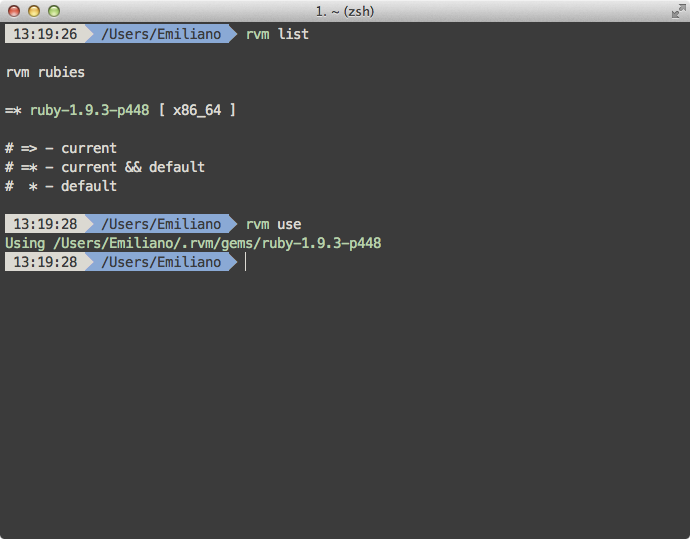 1. ~ (zsh)
13:19:26 /Users/Emiliano rvm list
rvm rubies
=* ruby-1.9.3-p448 [ x86_64 ]
# => - current
# =* - current && default
#  * - default
13:19:28 /Users/Emiliano rvm use
Using /Users/Emiliano/.rvm/gems/ruby-1.9.3-p448
13:19:28 /Users/Emiliano